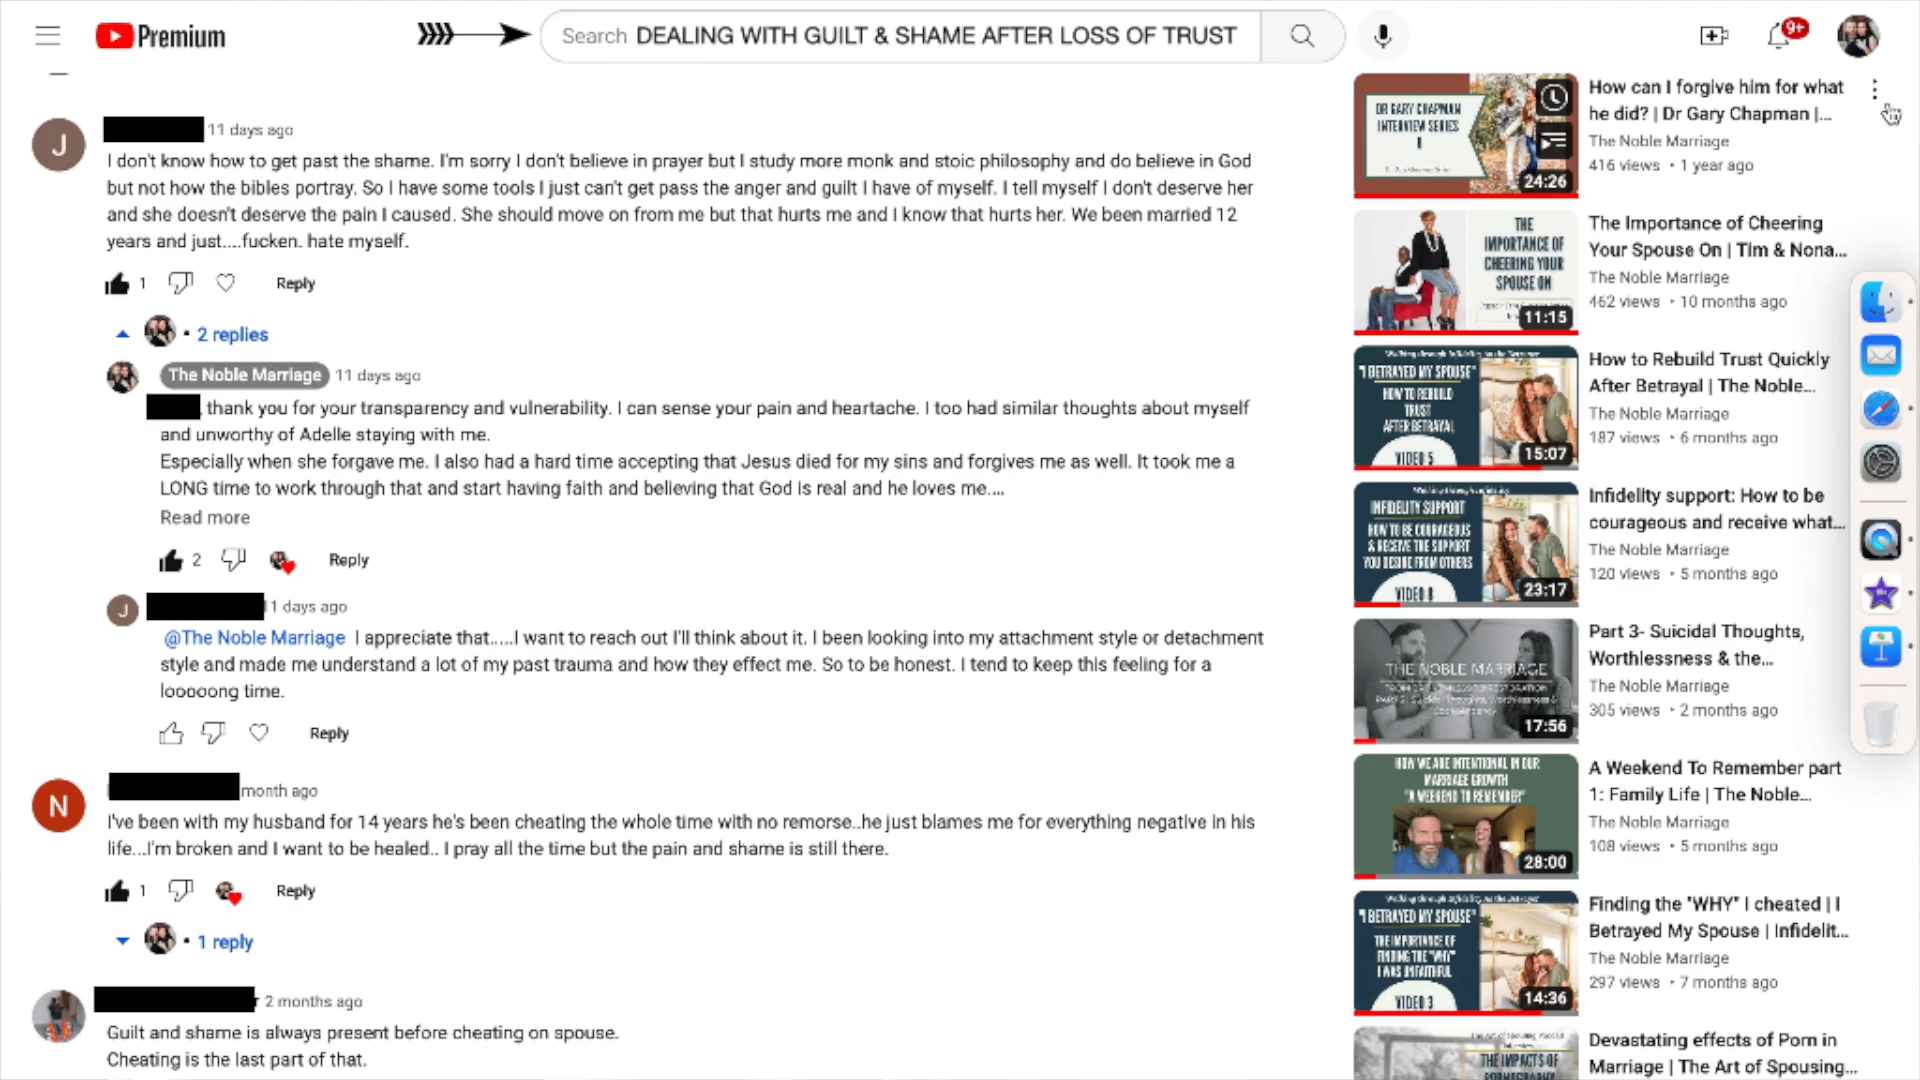 Premium
Search DEALING WITH GUILT & SHAME AFTER LOSS OF TRUST
9+
J
11 days ago
I don't know how to get past the shame. I'm sorry I don't believe in prayer but I study more monk and stoic philosophy and do believe in God
but not how the bibles portray. So I have some tools I just can't get pass the anger and guilt I have of myself. I tell myself I don't deserve her
and she doesn't deserve the pain I caused. She should move on from me but that hurts me and I know that hurts her. We been married 12
years and just....fucken. hate myself.
1 Reply
2 replies
The Noble Marriage 11 days ago
thank you for your transparency and vulnerability. I can sense your pain and heartache. I too had similar thoughts about myself
and unworthy of Adelle staying with me.
Especially when she forgave me. I also had a hard time accepting that Jesus died for my sins and forgives me as well. It took me a
LONG time to work through that and start having faith and believing that God is real and he loves me....
Read more
2 Reply
J
1 days ago
@The Noble Marriage I appreciate that.....I want to reach out I'll think about it. I been looking into my attachment style or detachment
style and made me understand a lot of my past trauma and how they effect me. So to be honest. I tend to keep this feeling for a
looooong time.
Reply
N
month ago
I've been with my husband for 14 years he's been cheating the whole time with no remorse..he just blames me for everything negative in his
life...I'm broken and I want to be healed.. I pray all the time but the pain and shame is still there.
1 Reply
1 reply
2 months ago
Guilt and shame is always present before cheating on spouse.
Cheating is the last part of that.
DR GARY CHAPMAN
INTERVIEW SERIES
24:26
How can I forgive him for what
he did? | Dr Gary Chapman |...
The Noble Marriage
416 views • 1 year ago
THE
IMPORTANCE OF
CHEERING YOUR
SPOUSE ON
11:15
The Importance of Cheering
Your Spouse On | Tim & Nona...
The Noble Marriage
462 views • 10 months ago
"I BETRAYED MY SPOUSE"
HOW TO REBUILD
TRUST
AFTER BETRAYAL
VIDEO 5
15:07
How to Rebuild Trust Quickly
After Betrayal | The Noble...
The Noble Marriage
187 views • 6 months ago
INFIDELITY SUPPORT
HOW TO BE COURAGEOUS
& RECEIVE THE SUPPORT
YOU DESIRE FROM OTHERS
VIDEO 8
23:17
Infidelity support: How to be
courageous and receive what...
The Noble Marriage
120 views • 5 months ago
THE NOBLE MARRIAGE
17:56
Part 3- Suicidal Thoughts,
Worthlessness & the...
The Noble Marriage
305 views • 2 months ago
HOW WE ARE INTENTIONAL IN OUR
MARRIAGE GROWTH
"A WEEKEND TO REMEMBER"
28:00
A Weekend To Remember part
1: Family Life | The Noble...
The Noble Marriage
108 views • 5 months ago
"I BETRAYED MY SPOUSE"
THE IMPORTANCE OF
FINDING THE "WHY"
I WAS UNFAITHFUL
VIDEO 3
14:36
Finding the "WHY" I cheated | I
Betrayed My Spouse | Infidelit...
The Noble Marriage
297 views • 7 months ago
THE IMPACTS OF
Devastating effects of Porn in
Marriage | The Art of Spousing...